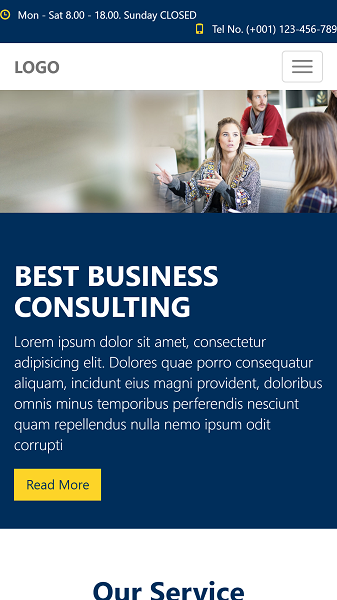 Mon - Sat 8.00 - 18.00. Sunday CLOSED
Tel No. (+001) 123-456-789
LOGO
BEST BUSINESS
CONSULTING
Lorem ipsum dolor sit amet, consectetur
adipisicing elit. Dolores quae porro consequatur
aliquam, incidunt eius magni provident, doloribus
omnis minus temporibus perferendis nesciunt
quam repellendus nulla nemo ipsum odit
corrupti
Read More
Our Service